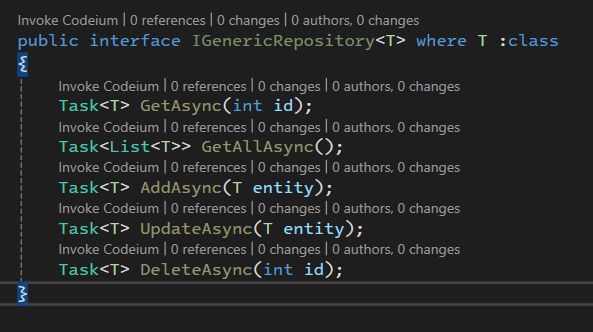 Invoke Codeium | 0 references | 0 changes | 0 authors, 0 changes
public interface IGenericRepository<T> where T :class
{
Invoke Codeium | 0 references | 0 changes | 0 authors, 0 changes
Task<T> GetAsync(int id);
Invoke Codeium | 0 references | 0 changes | 0 authors, 0 changes
Task<List<T>> GetAllAsync();
Invoke Codeium | 0 references | 0 changes | 0 authors, 0 changes
Task<T> AddAsync(T entity);
Invoke Codeium | 0 references | 0 changes | 0 authors, 0 changes
Task<T> UpdateAsync(T entity);
Invoke Codeium | 0 references | 0 changes | 0 authors, 0 changes
Task<T> DeleteAsync(int id);
}